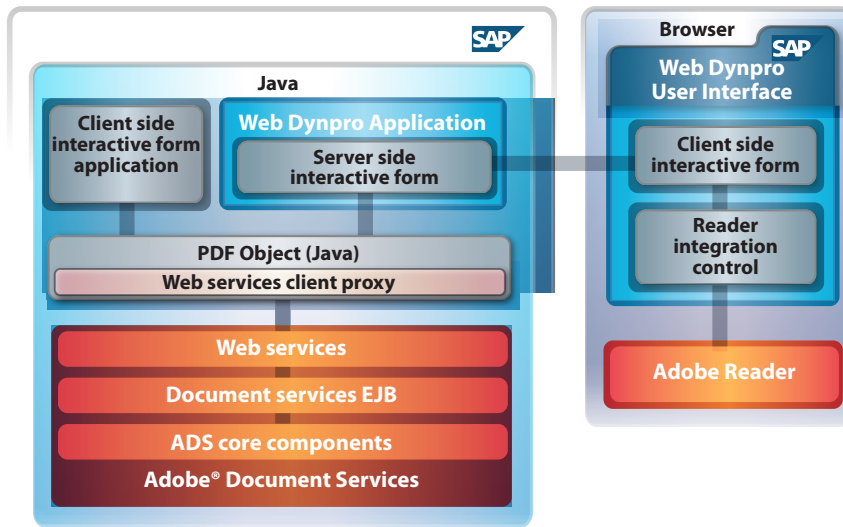 SAP
Java
Client side
interactive form
application
Web Dynpro Application
Server side
interactive form
PDF Object (Java)
Web services client proxy
Web services
Document services EJB
ADS core components
Adobe® Document Services
Browser
SAP
Web Dynpro
User Interface
Client side
interactive form
Reader
integration
control
Adobe Reader